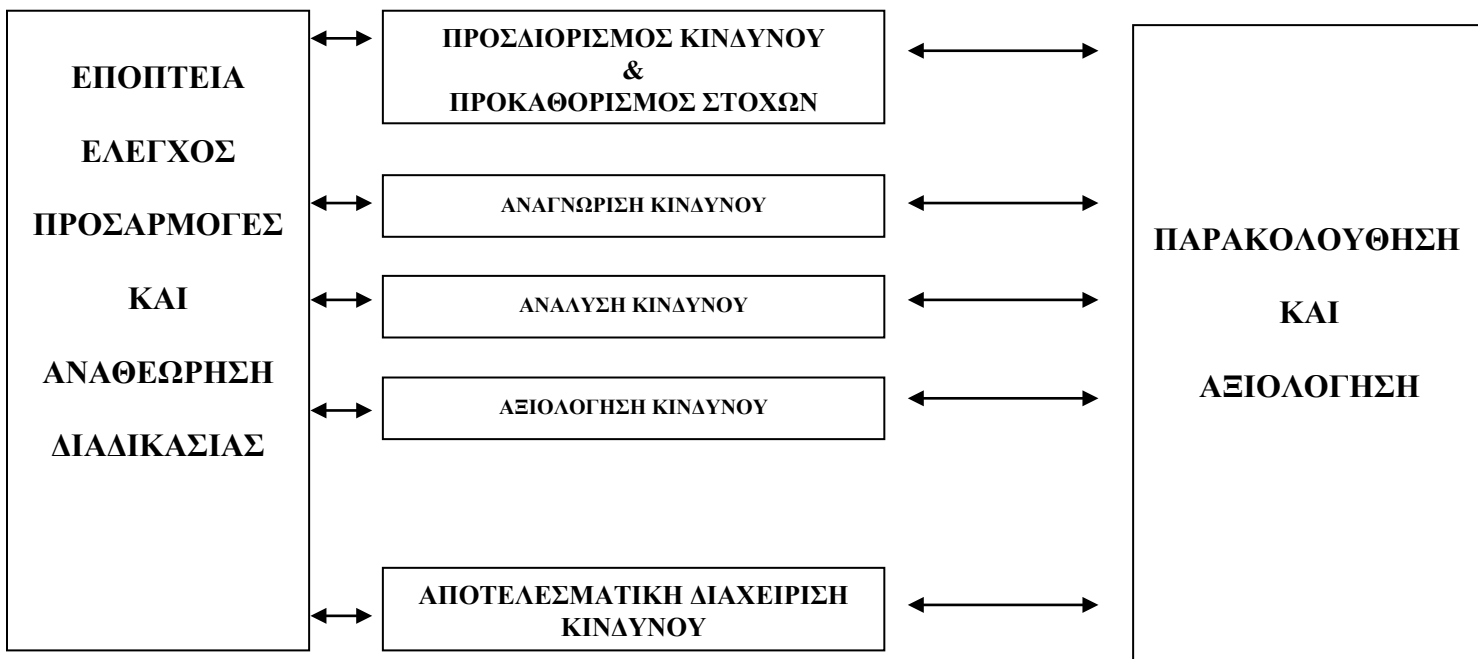 ΕΠΟΠΤΕΙΑ
ΕΛΕΓΧΟΣ
ΠΡΟΣΑΡΜΟΓΕΣ
ΚΑΙ
ΑΝΑΘΕΩΡΗΣΗ
ΔΙΑΔΙΚΑΣΙΑΣ
ΠΡΟΣΔΙΟΡΙΣΜΟΣ ΚΙΝΔΥΝΟΥ
&
ΠΡΟΚΑΘΟΡΙΣΜΟΣ ΣΤΟΧΩΝ
ΑΝΑΓΝΩΡΙΣΗ ΚΙΝΔΥΝΟΥ
ΑΝΑΛΥΣΗ ΚΙΝΔΥΝΟΥ
ΑΞΙΟΛΟΓΗΣΗ ΚΙΝΔΥΝΟΥ
ΑΠΟΤΕΛΕΣΜΑΤΙΚΗ ΔΙΑΧΕΙΡΙΣΗ
ΚΙΝΔΥΝΟΥ
ΠΑΡΑΚΟΛΟΥΘΗΣΗ
ΚΑΙ
ΑΞΙΟΛΟΓΗΣΗ